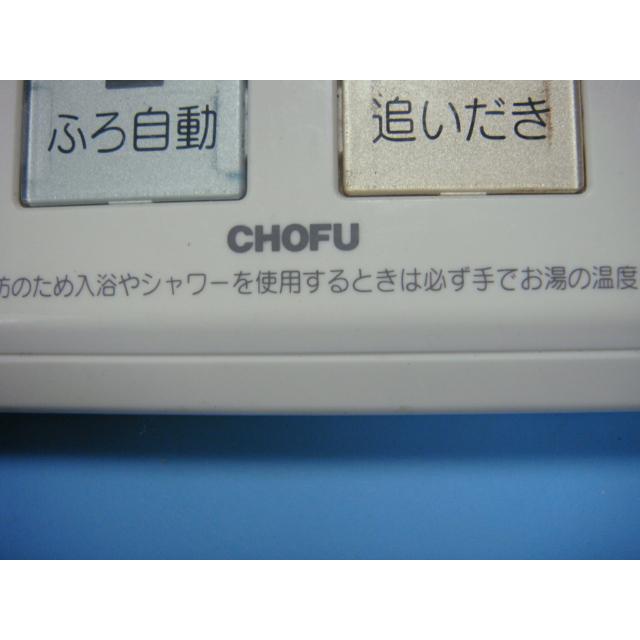 ふろ自動
追いだき
CHOFU
防のため入浴やシャワーを使用するときは必ず手でお湯の温度